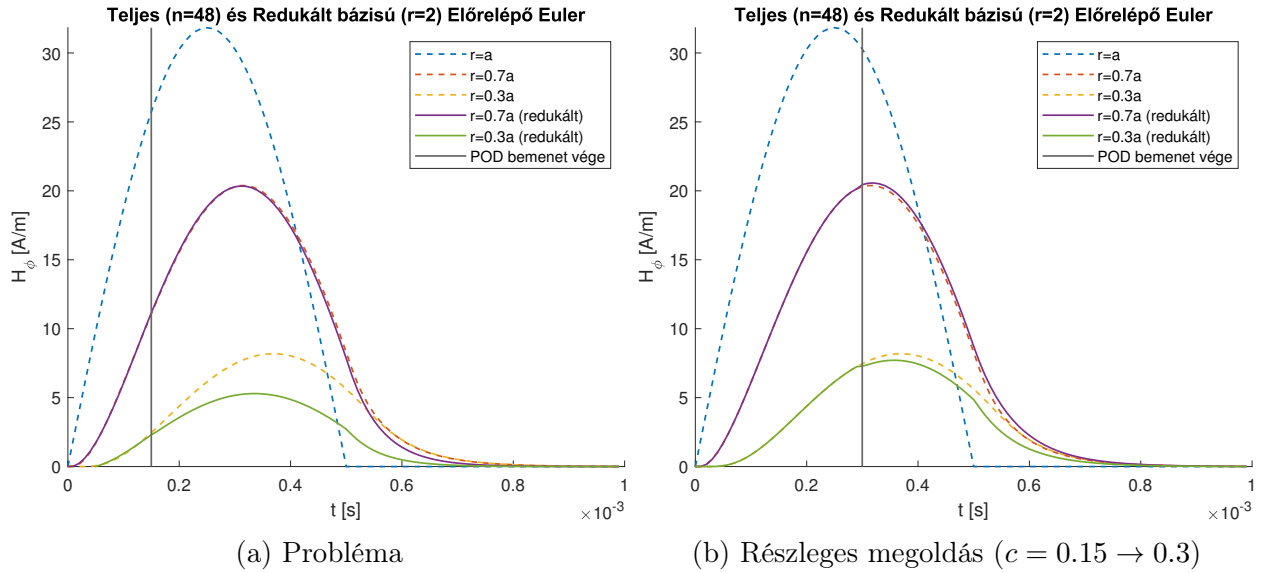 Teljes (n=48) és Redukált bázisú (r=2) Előrelépő Euler
r=a
r=0.7a
r=0.3a
r=0.7a (redukált)
r=0.3a (redukált)
POD bemenet vége
H_ϕ [A/m]
30
25
20
15
10
5
0
0 0.2 0.4 0.6 0.8 1
t [s]
×10⁻³
(a) Probléma
Teljes (n=48) és Redukált bázisú (r=2) Előrelépő Euler
r=a
r=0.7a
r=0.3a
r=0.7a (redukált)
r=0.3a (redukált)
POD bemenet vége
H_ϕ [A/m]
30
25
20
15
10
5
0
0 0.2 0.4 0.6 0.8 1
t [s]
×10⁻³
(b) Részleges megoldás (c = 0.15 → 0.3)